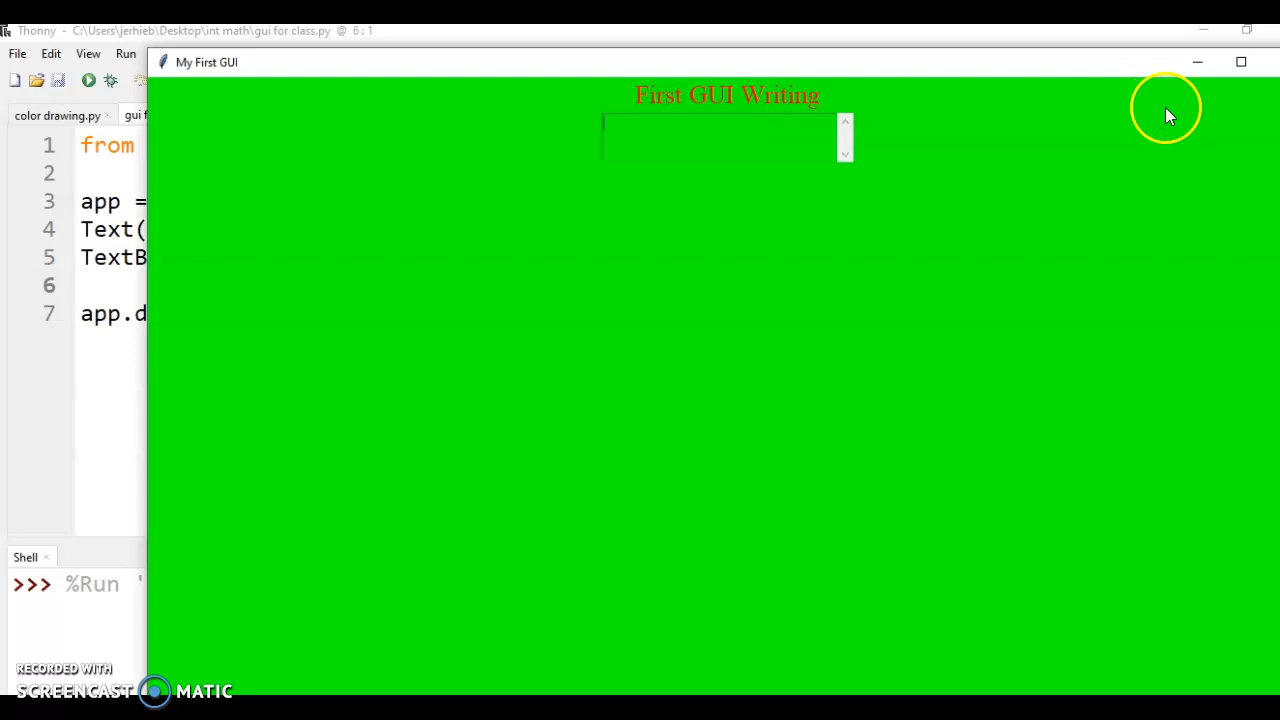 Thonny - C:\Users\jerhieb\Desktop\int math\gui for class.py @ 6:1
File Edit View Run
My First GUI
color drawing.py × gui f
First GUI Writing
1 from
2
3 app =
4 Text(
5 TextB
6
7 app.d
Shell ×
>>> %Run '
RECORDED WITH
SCREENCAST MATIC